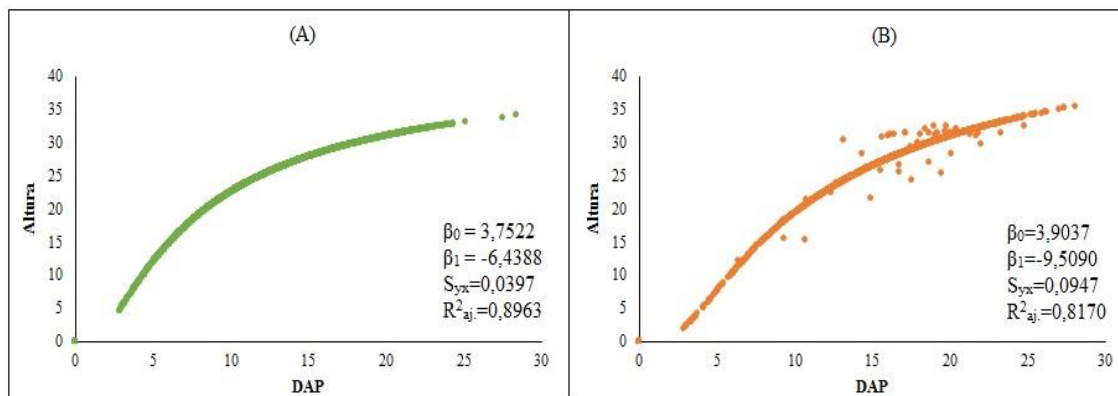 (A)
40
35
30
25
20
15
10
5
0
Altura
0 5 10 15 20 25 30
DAP
β₀ = 3,7522
β₁ = -6,4388
Sᵧₓ=0,0397
R²aj.=0,8963
(B)
40
35
30
25
20
15
10
5
0
Altura
0 5 10 15 20 25 30
DAP
β₀=3,9037
β₁=-9,5090
Sᵧₓ=0,0947
R²aj.=0,8170